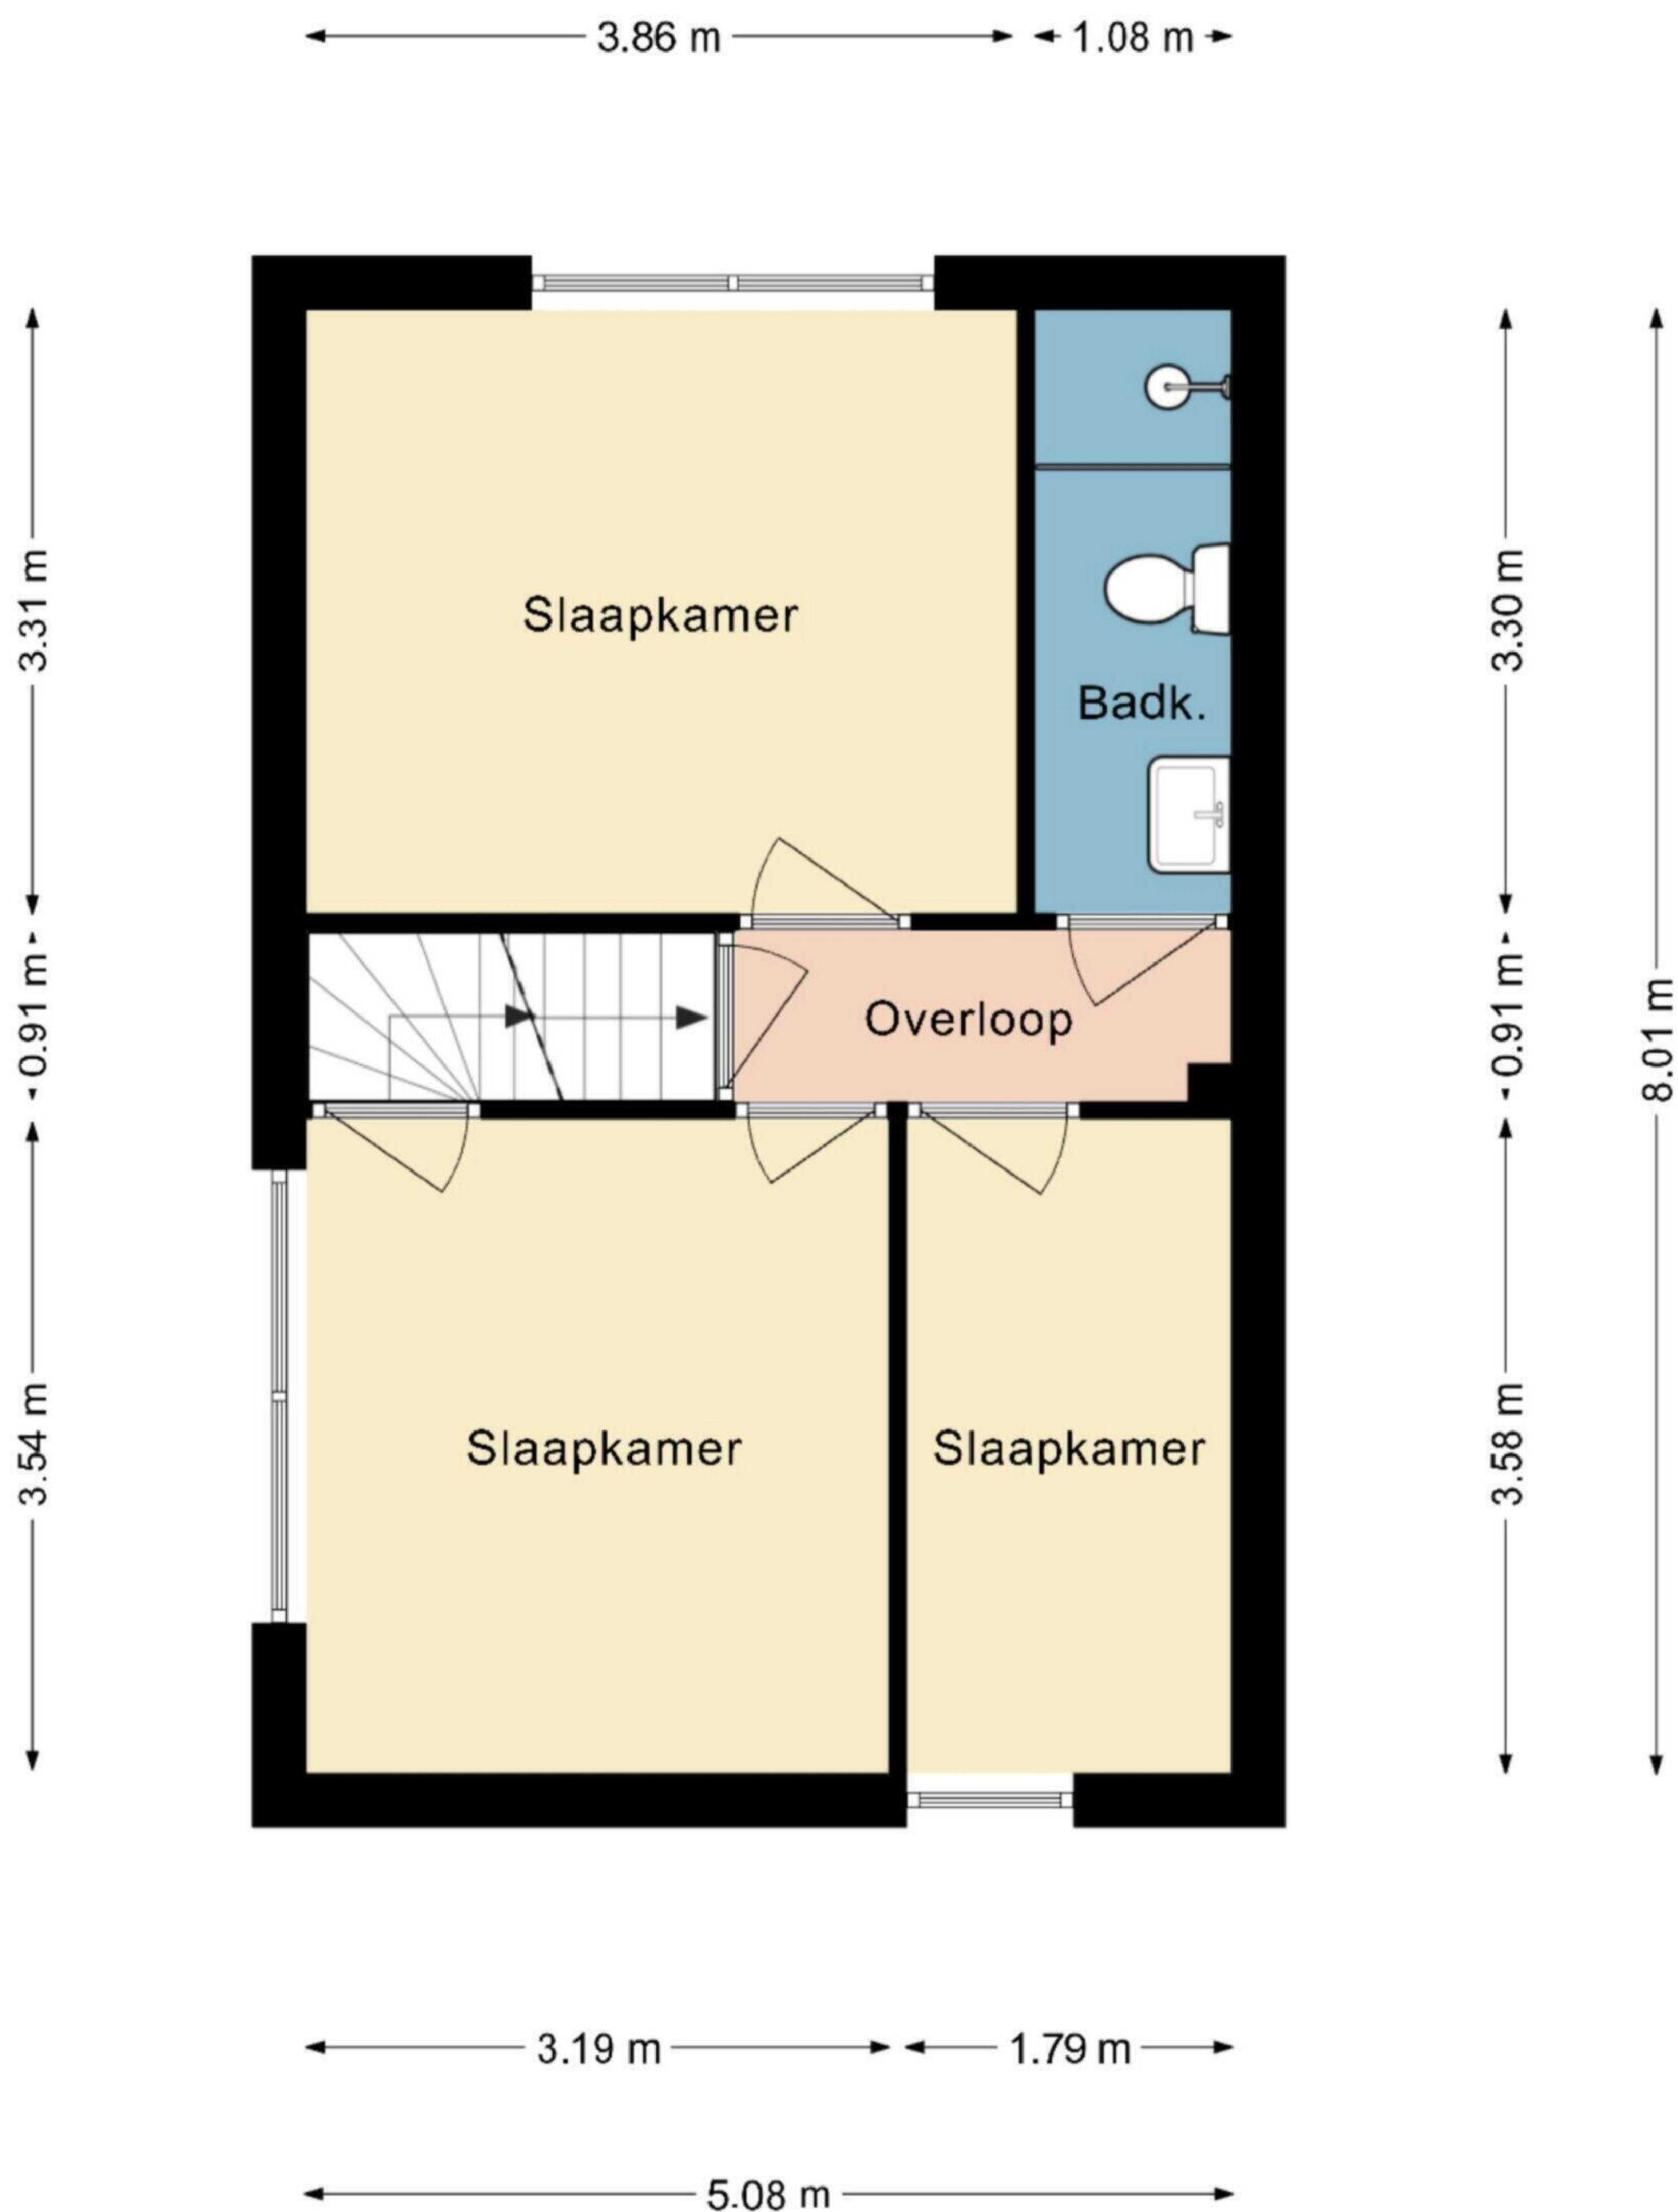 3.86 m
1.08 m
3.31 m
3.30 m
Slaapkamer
Badk.
0.91 m
Overloop
0.91 m
8.01 m
3.54 m
Slaapkamer
Slaapkamer
3.58 m
3.19 m
1.79 m
5.08 m